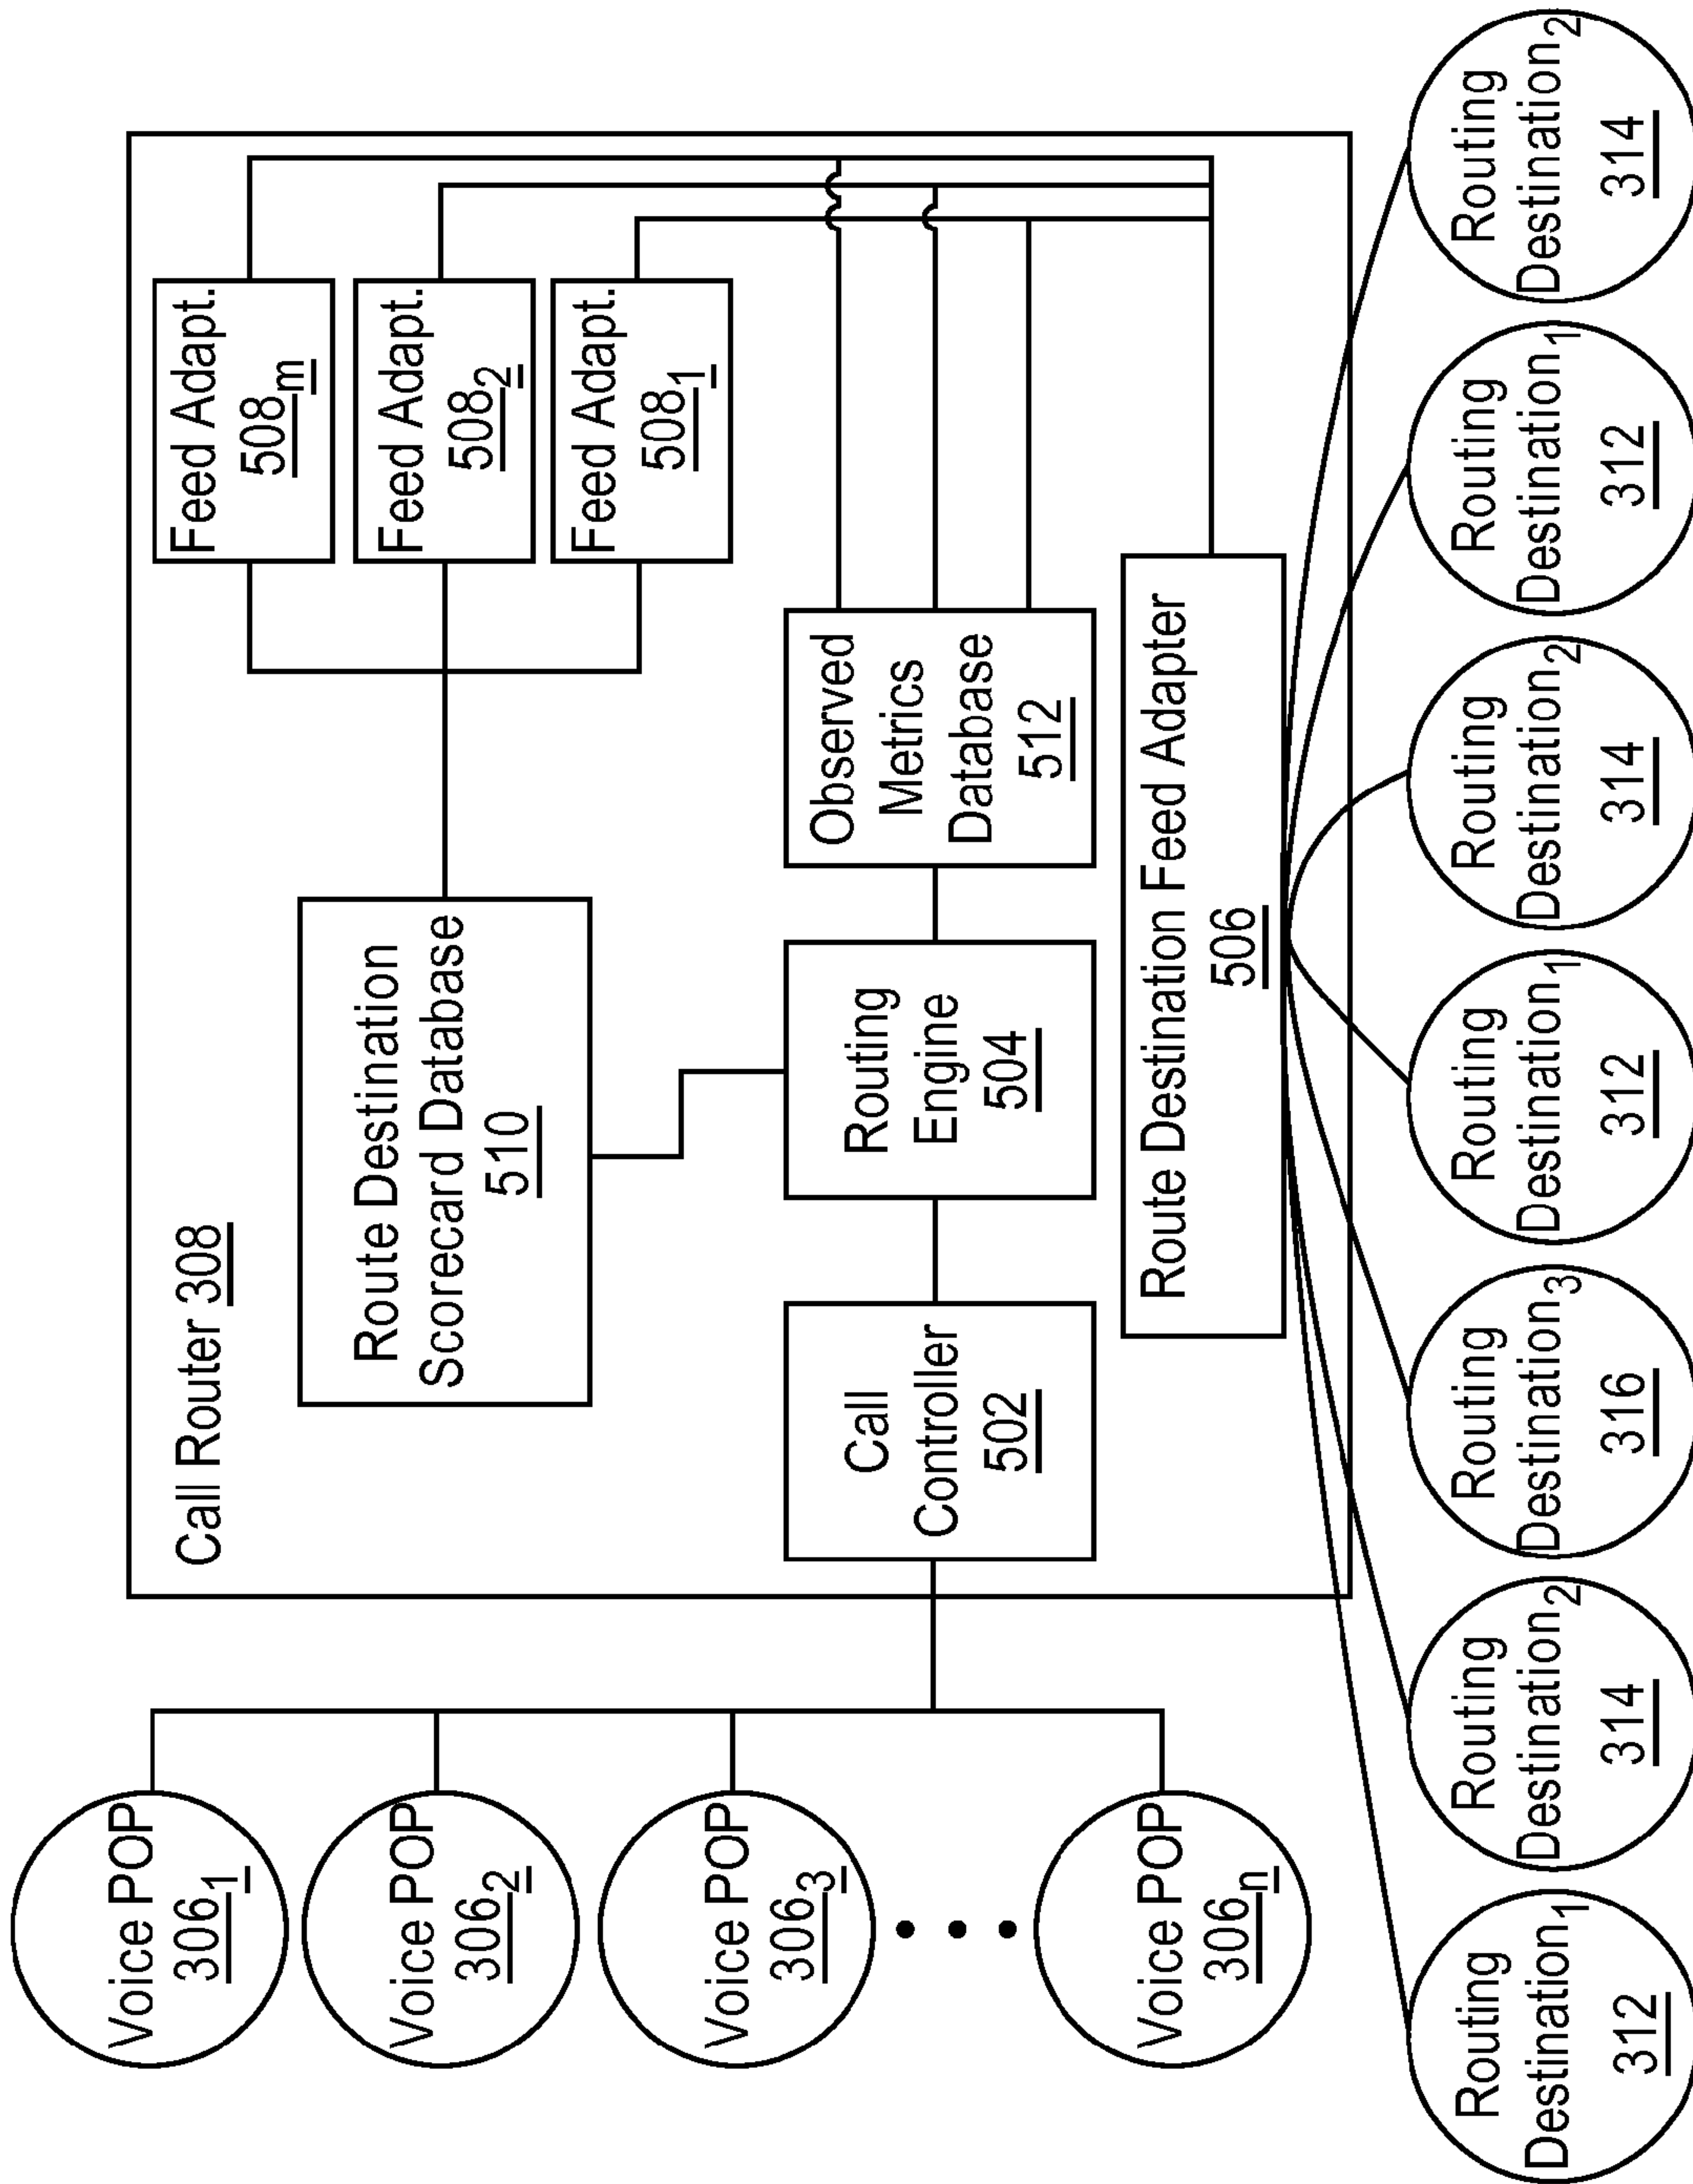 Voice POP
306₁
Voice POP
306₂
Voice POP
306₃
Voice POP
306ₙ
Call Router 308
Route Destination
Scorecard Database
510
Feed Adapt.
508ₘ
Feed Adapt.
508₂
Feed Adapt.
508₁
Call
Controller
502
Routing
Engine
504
Observed
Metrics
Database
512
Route Destination Feed Adapter
506
Routing
Destination₁
312
Routing
Destination₂
314
Routing
Destination₃
316
Routing
Destination₁
312
Routing
Destination₂
314
Routing
Destination₁
312
Routing
Destination₂
314